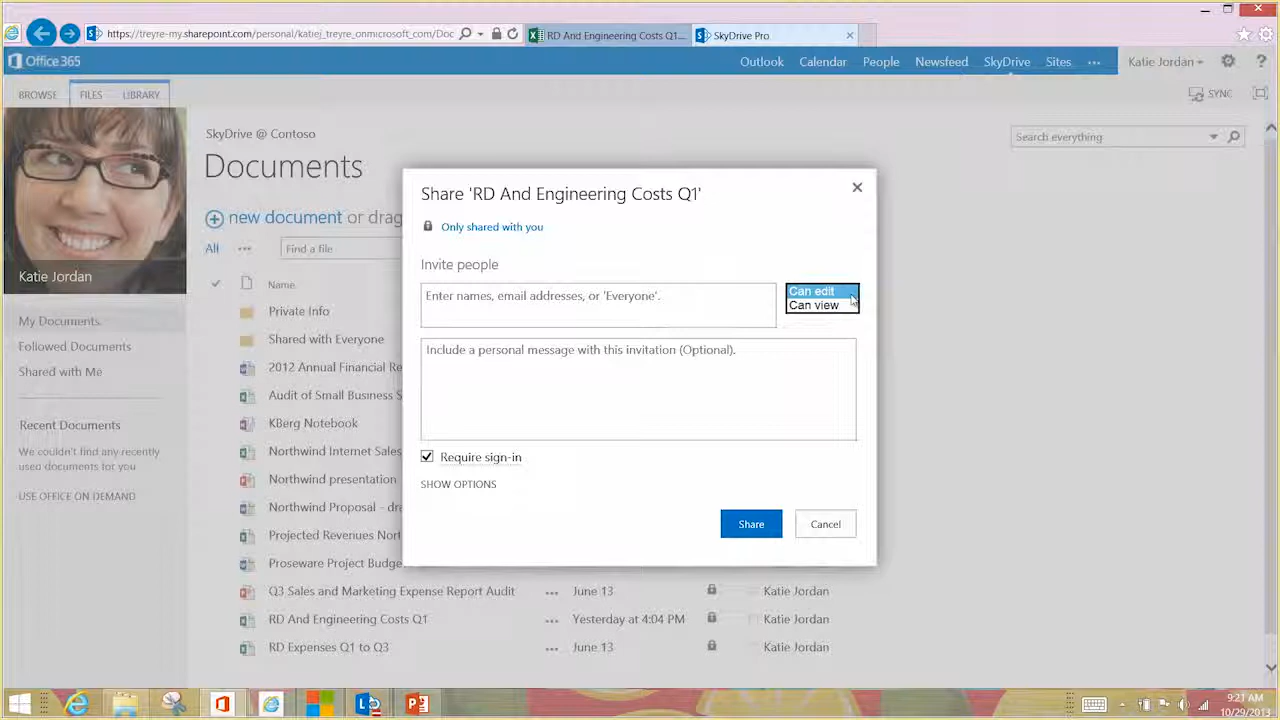 https://treyre-my.sharepoint.com/personal/katiej_treyre_onmicrosoft_com/Doc
RD And Engineering Costs Q1...
SkyDrive Pro
Office 365
Outlook
Calendar
People
Newsfeed
SkyDrive
Sites
...
Katie Jordan
?
BROWSE
FILES
LIBRARY
SYNC
SkyDrive @ Contoso
Documents
Search everything
new document or drag
All
...
Find a file
Katie Jordan
My Documents
Followed Documents
Shared with Me
Recent Documents
We couldn't find any recently
used documents for you
USE OFFICE ON DEMAND
Name
Private Info
Shared with Everyone
2012 Annual Financial Re
Audit of Small Business S
KBerg Notebook
Northwind Internet Sales
Northwind presentation
Northwind Proposal - dr
Projected Revenues Nort
Proseware Project Budge
Q3 Sales and Marketing Expense Report Audit ... June 13 Katie Jordan
RD And Engineering Costs Q1 ... Yesterday at 4:04 PM Katie Jordan
RD Expenses Q1 to Q3 ... June 13 Katie Jordan
Share 'RD And Engineering Costs Q1'
Only shared with you
Invite people
Enter names, email addresses, or 'Everyone'.
Can edit
Can view
Include a personal message with this invitation (Optional).
Require sign-in
SHOW OPTIONS
Share
Cancel
9:21 AM
10/29/2013